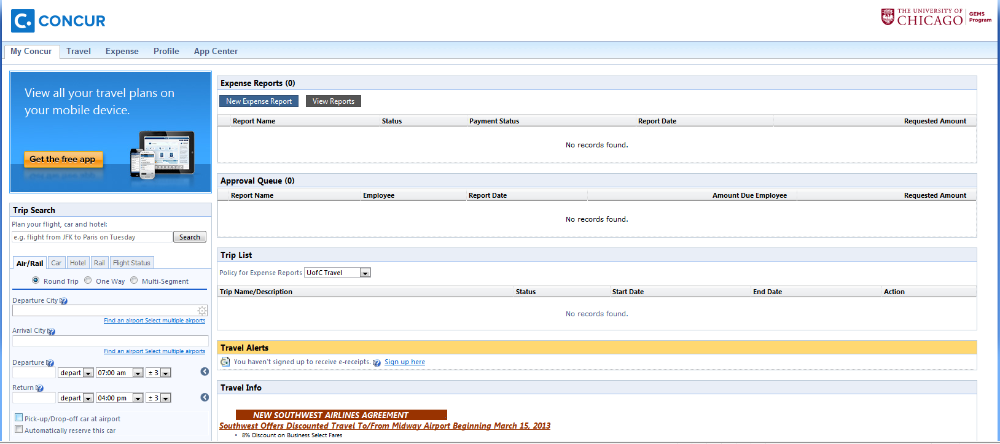 CONCUR
THE UNIVERSITY OF
CHICAGO
GEMS
Program
My Concur Travel Expense Profile App Center
View all your travel plans on
your mobile device.
Get the free app
Trip Search
Plan your flight, car and hotel:
e.g. flight from JFK to Paris on Tuesday Search
Air/Rail Car Hotel Rail Flight Status
Round Trip One Way Multi-Segment
Departure City
Find an airport Select multiple airports
Arrival City
Find an airport Select multiple airports
Departure
depart 07:00 am ± 3
Return
depart 04:00 pm ± 3
Pick-up/Drop-off car at airport
Automatically reserve this car
Expense Reports (0)
New Expense Report View Reports
Report Name Status Payment Status Report Date Requested Amount
No records found.
Approval Queue (0)
Report Name Employee Report Date Amount Due Employee Requested Amount
No records found.
Trip List
Policy for Expense Reports UofC Travel
Trip Name/Description Status Start Date End Date Action
No records found.
Travel Alerts
You haven't signed up to receive e-receipts. Sign up here
Travel Info
NEW SOUTHWEST AIRLINES AGREEMENT
Southwest Offers Discounted Travel To/From Midway Airport Beginning March 15, 2013
• 8% Discount on Business Select Fares